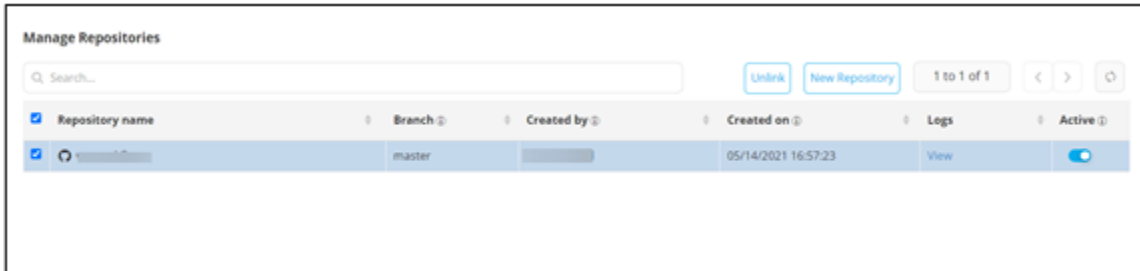 Manage Repositories
Search...
Unlink New Repository 1 to 1 of 1
Repository name Branch Created by Created on Logs Active
master 05/14/2021 16:57:23 View